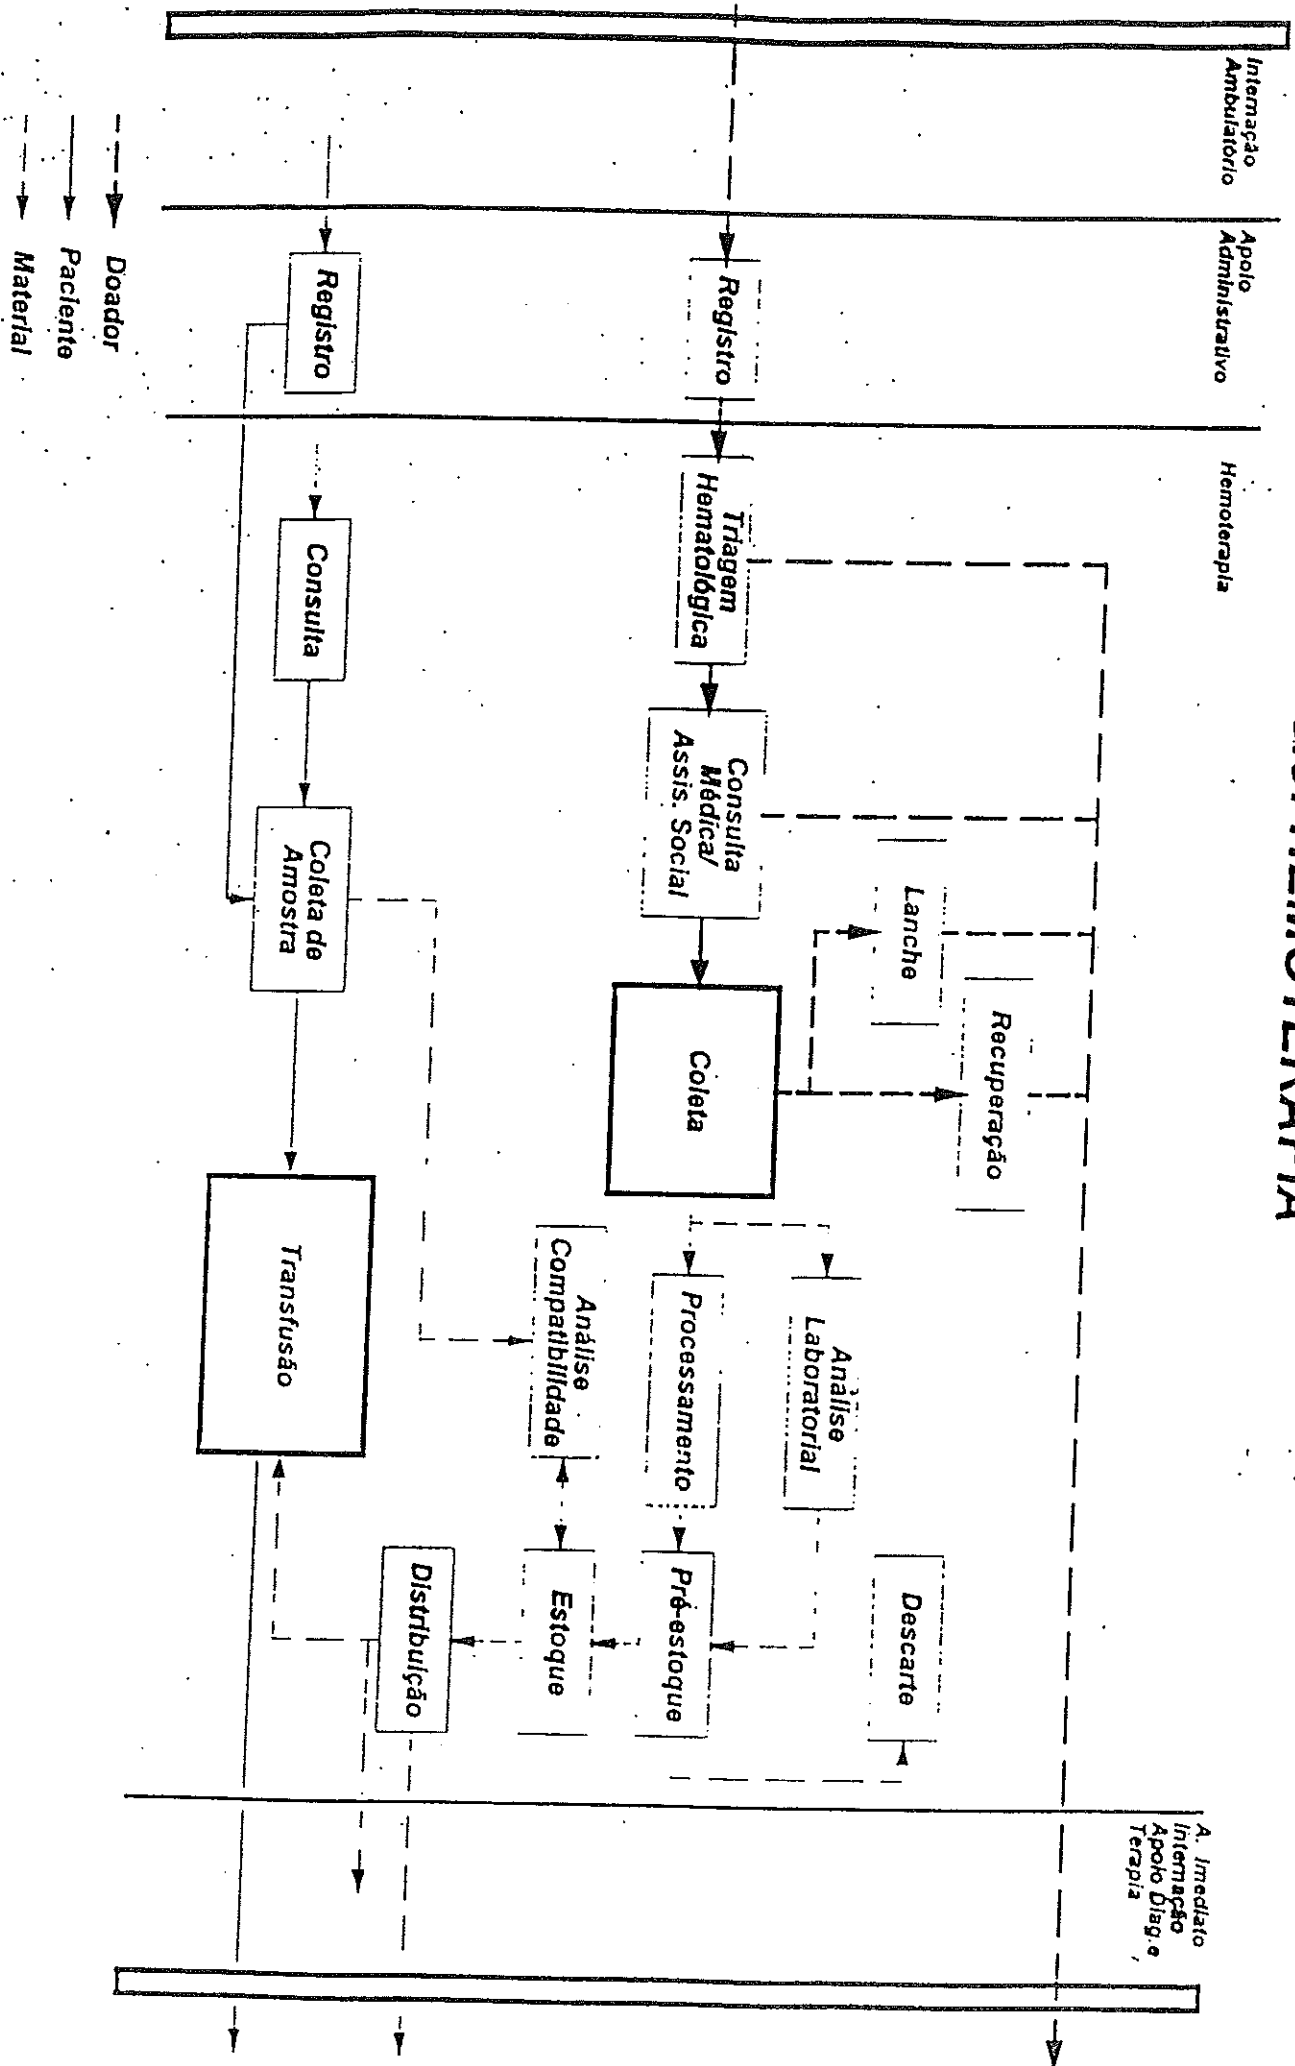 HEMOTERAPIA
Internação
Ambulatório
Apoio
Administrativo
Hemoterapia
A. Imediato
Internação
Apoio Diag. e
Terapia
Registro
Triagem
Hematológica
Consulta
Médica/
Assis. Social
Lanche
Recuperação
Coleta
Análise
Laboratorial
Processamento
Descarte
Pré-estoque
Análise
Compatibilidade
Estoque
Distribuição
Registro
Consulta
Coleta de
Amostra
Transfusão
Doador
Paciente
Material